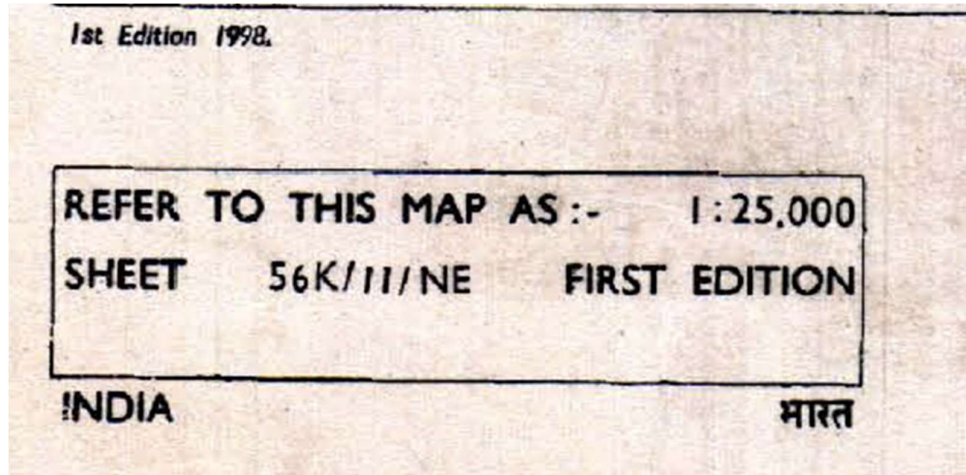 1st Edition 1998.
REFER TO THIS MAP AS :- 1:25,000
SHEET 56K/11/NE FIRST EDITION
INDIA भारत